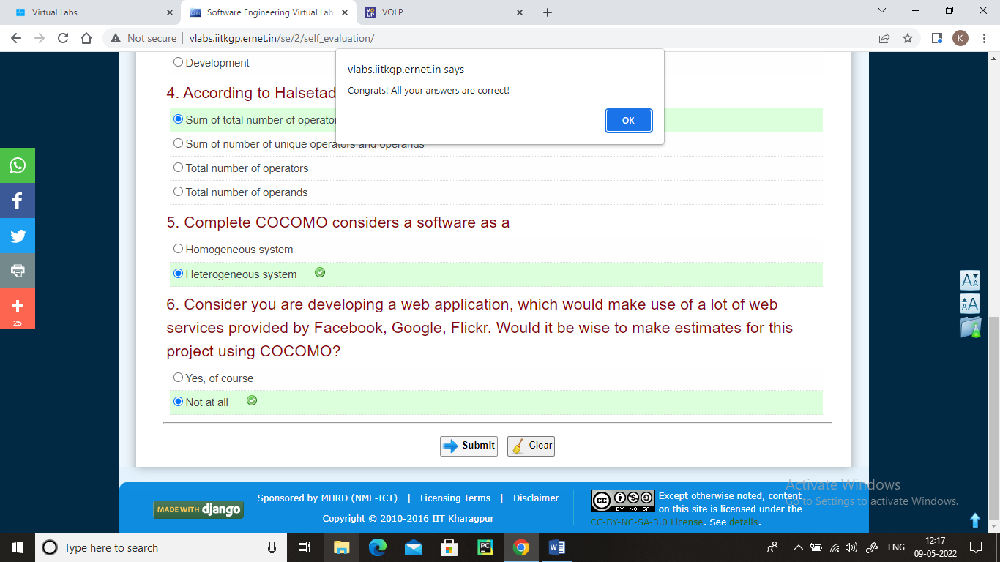 Virtual Labs
Software Engineering Virtual Lab
VOLP
Not secure
vlabs.iitkgp.ernet.in/se/2/self_evaluation/
K
vlabs.iitkgp.ernet.in says
Congrats! All your answers are correct!
OK
Development
4. According to Halsetad
Sum of total number of operator
Sum of number of unique operators and operands
Total number of operators
Total number of operands
5. Complete COCOMO considers a software as a
Homogeneous system
Heterogeneous system
6. Consider you are developing a web application, which would make use of a lot of web
services provided by Facebook, Google, Flickr. Would it be wise to make estimates for this
project using COCOMO?
Yes, of course
Not at all
Submit
Clear
25
AA
AA
MADE WITH django
Sponsored by MHRD (NME-ICT) | Licensing Terms | Disclaimer
Copyright © 2010-2016 IIT Kharagpur
cc
BY NC SA
Except otherwise noted, content
on this site is licensed under the
CC-BY-NC-SA-3.0 License. See details.
Activate Windows
Go to Settings to activate Windows.
Type here to search
PC
W
ENG
12:17
09-05-2022